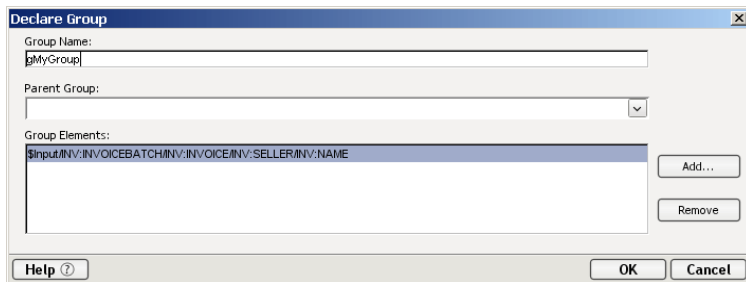 Declare Group
Group Name:
gMyGroup
Parent Group:
Group Elements:
$Input/INV:INVOICEBATCH/INV:INVOICE/INV:SELLER/INV:NAME
Add...
Remove
Help ?
OK
Cancel